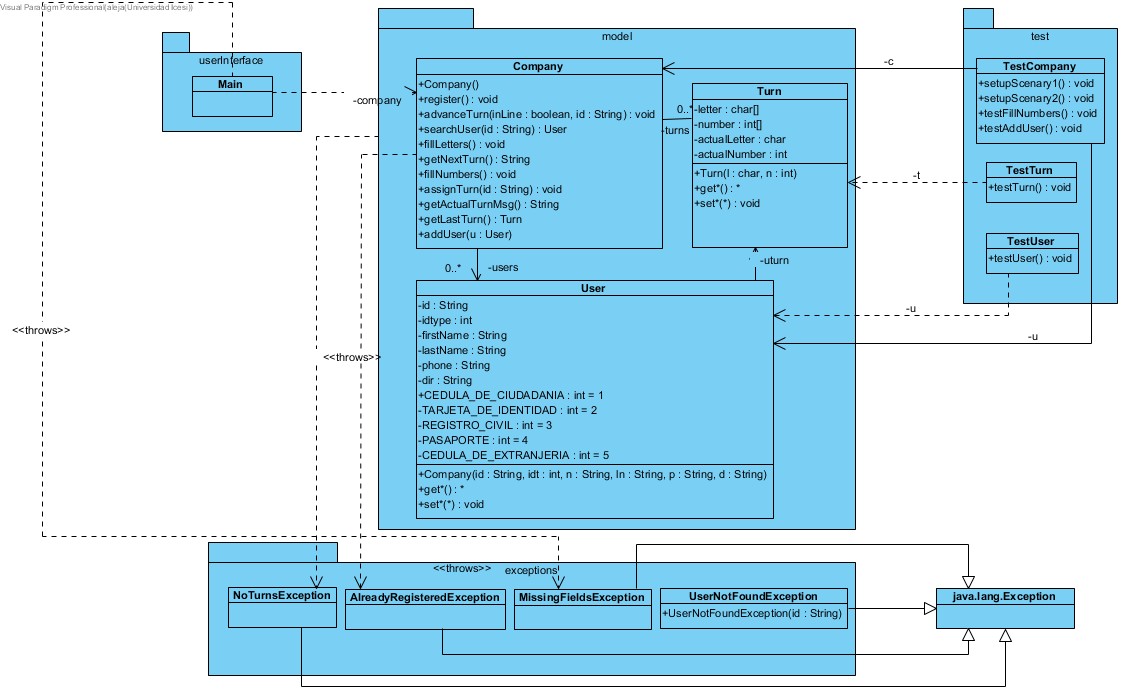 Visual Paradigm Professional(aleja(Universidad Icesi))
userInterface
Main
-company
model
Company
+Company()
+register() : void
+advanceTurn(inLine : boolean, id : String) : void
+searchUser(id : String) : User
+fillLetters() : void
+getNextTurn() : String
+fillNumbers() : void
+assignTurn(id : String) : void
+getActualTurnMsg() : String
+getLastTurn() : Turn
+addUser(u : User)
0..*
-turns
Turn
-letter : char[]
-number : int[]
-actualLetter : char
-actualNumber : int
+Turn(l : char, n : int)
+get*() : *
+set*(*) : void
-c
test
TestCompany
+setupScenary1() : void
+setupScenary2() : void
+testFillNumbers() : void
+testAddUser() : void
-t
TestTurn
+testTurn() : void
TestUser
+testUser() : void
0..*
-users
-uturn
User
-id : String
-idtype : int
-firstName : String
-lastName : String
-phone : String
-dir : String
+CEDULA_DE_CIUDADANIA : int = 1
-TARJETA_DE_IDENTIDAD : int = 2
-REGISTRO_CIVIL : int = 3
-PASAPORTE : int = 4
-CEDULA_DE_EXTRANJERIA : int = 5
+Company(id : String, idt : int, n : String, ln : String, p : String, d : String)
+get*() : *
+set*(*) : void
-u
-u
<<throws>>
<<throws>>
<<throws>>
exceptions
NoTurnsException
AlreadyRegisteredException
MissingFieldsException
UserNotFoundException
+UserNotFoundException(id : String)
java.lang.Exception